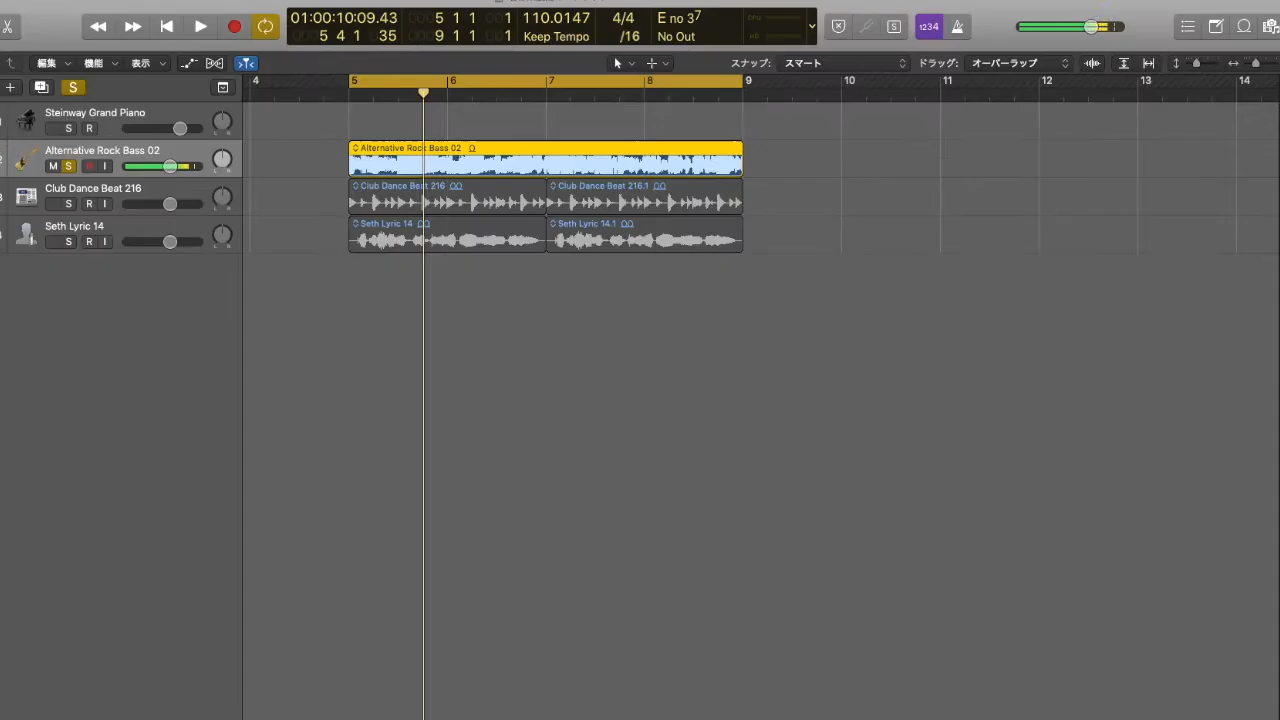 01:00:10:09.43 5 1 1 1 110.0147 4/4 E no 3⁷
5 4 1 35 9 1 1 1 Keep Tempo /16 No Out
CPU
HD
1234
S
編集 機能 表示 スナップ: スマート ドラッグ: オーバーラップ
S
4 5 6 7 8 9 10 11 12 13 14
Steinway Grand Piano
S R
L R
Alternative Rock Bass 02
M S R I
L R
Alternative Rock Bass 02
Club Dance Beat 216
S R I
L R
Club Dance Beat 216
Club Dance Beat 216.1
Seth Lyric 14
S R I
L R
Seth Lyric 14
Seth Lyric 14.1